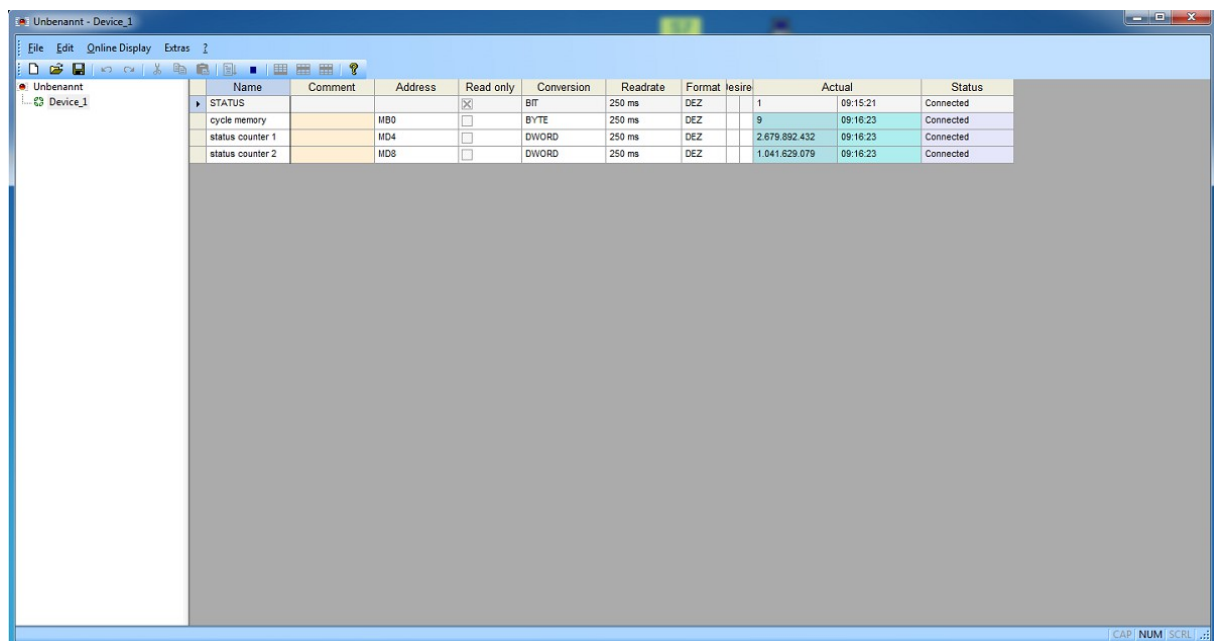 Unbenannt - Device_1
File Edit Online Display Extras ?
Unbenannt
Device_1
Name Comment Address Read only Conversion Readrate Format esire Actual Status
STATUS BIT 250 ms DEZ 1 09:15:21 Connected
cycle memory MB0 BYTE 250 ms DEZ 9 09:16:23 Connected
status counter 1 MD4 DWORD 250 ms DEZ 2.679.892.432 09:16:23 Connected
status counter 2 MD8 DWORD 250 ms DEZ 1.041.629.079 09:16:23 Connected
CAP NUM SCRL